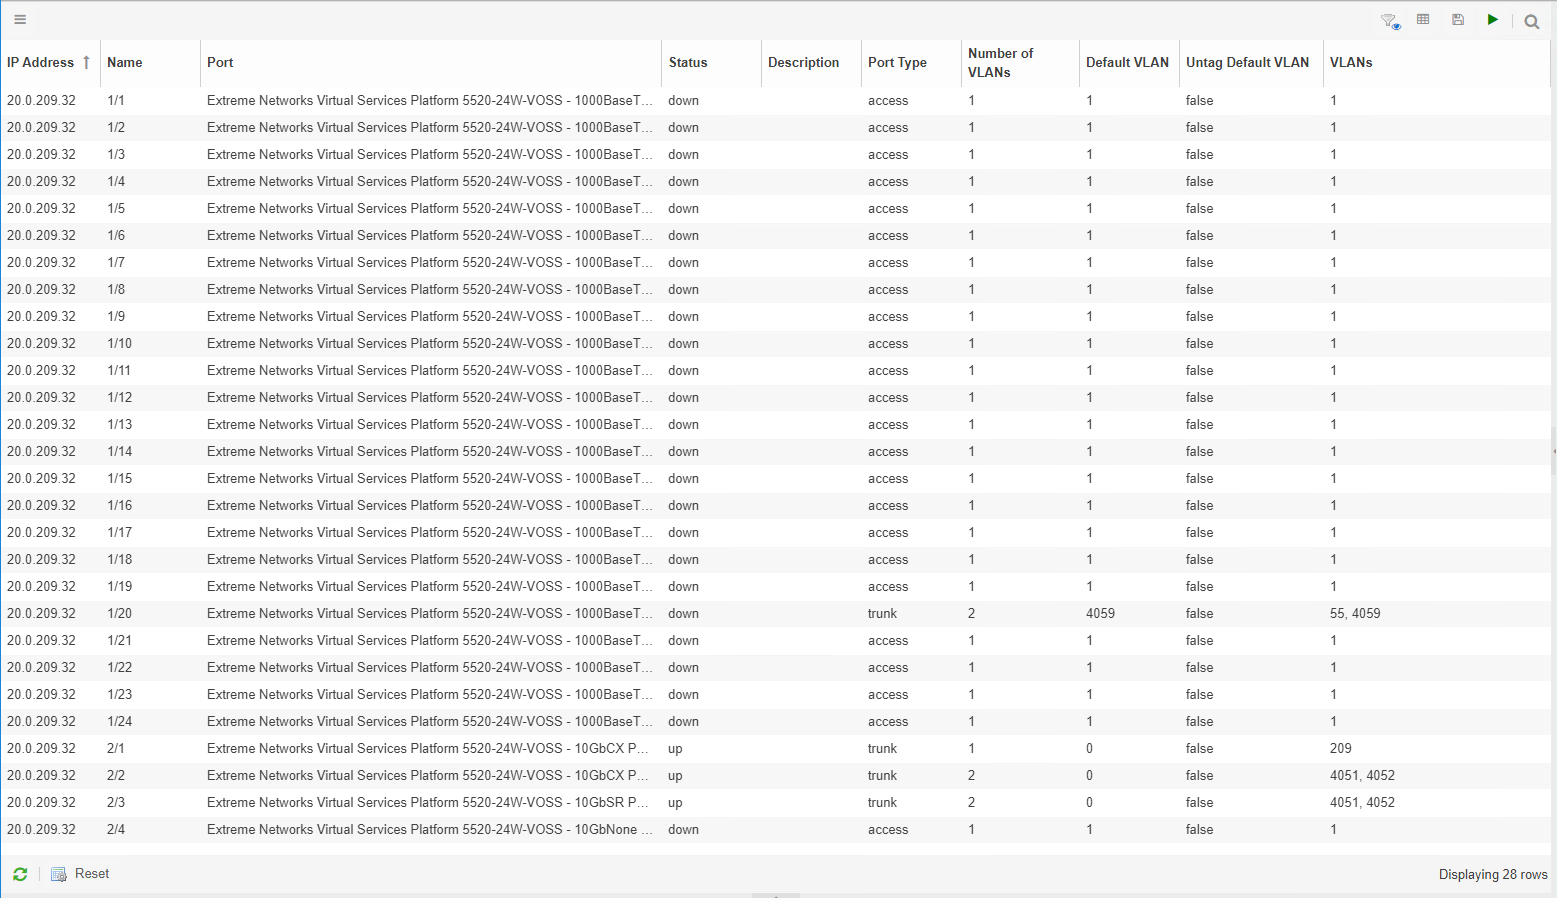 IP Address Name Port Status Description Port Type Number of VLANs Default VLAN Untag Default VLAN VLANs
20.0.209.32 1/1 Extreme Networks Virtual Services Platform 5520-24W-VOSS - 1000BaseT... down access 1 1 false 1
20.0.209.32 1/2 Extreme Networks Virtual Services Platform 5520-24W-VOSS - 1000BaseT... down access 1 1 false 1
20.0.209.32 1/3 Extreme Networks Virtual Services Platform 5520-24W-VOSS - 1000BaseT... down access 1 1 false 1
20.0.209.32 1/4 Extreme Networks Virtual Services Platform 5520-24W-VOSS - 1000BaseT... down access 1 1 false 1
20.0.209.32 1/5 Extreme Networks Virtual Services Platform 5520-24W-VOSS - 1000BaseT... down access 1 1 false 1
20.0.209.32 1/6 Extreme Networks Virtual Services Platform 5520-24W-VOSS - 1000BaseT... down access 1 1 false 1
20.0.209.32 1/7 Extreme Networks Virtual Services Platform 5520-24W-VOSS - 1000BaseT... down access 1 1 false 1
20.0.209.32 1/8 Extreme Networks Virtual Services Platform 5520-24W-VOSS - 1000BaseT... down access 1 1 false 1
20.0.209.32 1/9 Extreme Networks Virtual Services Platform 5520-24W-VOSS - 1000BaseT... down access 1 1 false 1
20.0.209.32 1/10 Extreme Networks Virtual Services Platform 5520-24W-VOSS - 1000BaseT... down access 1 1 false 1
20.0.209.32 1/11 Extreme Networks Virtual Services Platform 5520-24W-VOSS - 1000BaseT... down access 1 1 false 1
20.0.209.32 1/12 Extreme Networks Virtual Services Platform 5520-24W-VOSS - 1000BaseT... down access 1 1 false 1
20.0.209.32 1/13 Extreme Networks Virtual Services Platform 5520-24W-VOSS - 1000BaseT... down access 1 1 false 1
20.0.209.32 1/14 Extreme Networks Virtual Services Platform 5520-24W-VOSS - 1000BaseT... down access 1 1 false 1
20.0.209.32 1/15 Extreme Networks Virtual Services Platform 5520-24W-VOSS - 1000BaseT... down access 1 1 false 1
20.0.209.32 1/16 Extreme Networks Virtual Services Platform 5520-24W-VOSS - 1000BaseT... down access 1 1 false 1
20.0.209.32 1/17 Extreme Networks Virtual Services Platform 5520-24W-VOSS - 1000BaseT... down access 1 1 false 1
20.0.209.32 1/18 Extreme Networks Virtual Services Platform 5520-24W-VOSS - 1000BaseT... down access 1 1 false 1
20.0.209.32 1/19 Extreme Networks Virtual Services Platform 5520-24W-VOSS - 1000BaseT... down access 1 1 false 1
20.0.209.32 1/20 Extreme Networks Virtual Services Platform 5520-24W-VOSS - 1000BaseT... down trunk 2 4059 false 55, 4059
20.0.209.32 1/21 Extreme Networks Virtual Services Platform 5520-24W-VOSS - 1000BaseT... down access 1 1 false 1
20.0.209.32 1/22 Extreme Networks Virtual Services Platform 5520-24W-VOSS - 1000BaseT... down access 1 1 false 1
20.0.209.32 1/23 Extreme Networks Virtual Services Platform 5520-24W-VOSS - 1000BaseT... down access 1 1 false 1
20.0.209.32 1/24 Extreme Networks Virtual Services Platform 5520-24W-VOSS - 1000BaseT... down access 1 1 false 1
20.0.209.32 2/1 Extreme Networks Virtual Services Platform 5520-24W-VOSS - 10GbCX P... up trunk 1 0 false 209
20.0.209.32 2/2 Extreme Networks Virtual Services Platform 5520-24W-VOSS - 10GbCX P... up trunk 2 0 false 4051, 4052
20.0.209.32 2/3 Extreme Networks Virtual Services Platform 5520-24W-VOSS - 10GbSR P... up trunk 2 0 false 4051, 4052
20.0.209.32 2/4 Extreme Networks Virtual Services Platform 5520-24W-VOSS - 10GbNone ... down access 1 1 false 1
Reset Displaying 28 rows